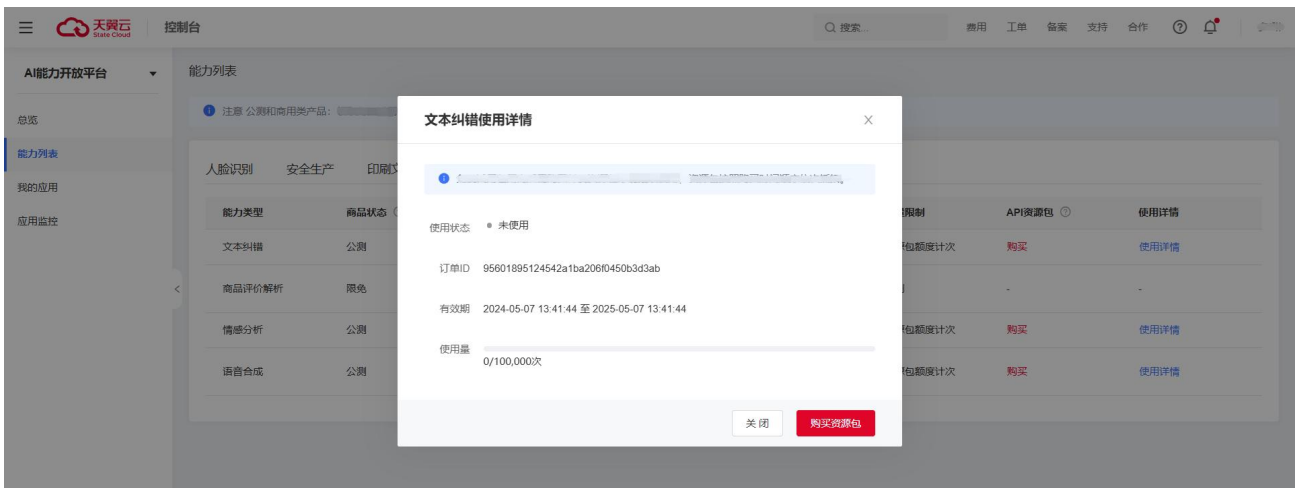 天翼云
State Cloud
控制台
搜索...
费用 工单 备案 支持 合作
AI能力开放平台
能力列表
总览
能力列表
我的应用
应用监控
注意 公测和商用类产品：
人脸识别 安全生产 印刷文
能力类型 商品状态 限制 API资源包 使用详情
文本纠错 公测 包额度计次 购买 使用详情
商品评价解析 限免 - -
情感分析 公测 包额度计次 购买 使用详情
语音合成 公测 包额度计次 购买 使用详情
文本纠错使用详情
使用状态 未使用
订单ID 95601895124542a1ba206f0450b3d3ab
有效期 2024-05-07 13:41:44 至 2025-05-07 13:41:44
使用量
0/100,000次
关闭 购买资源包